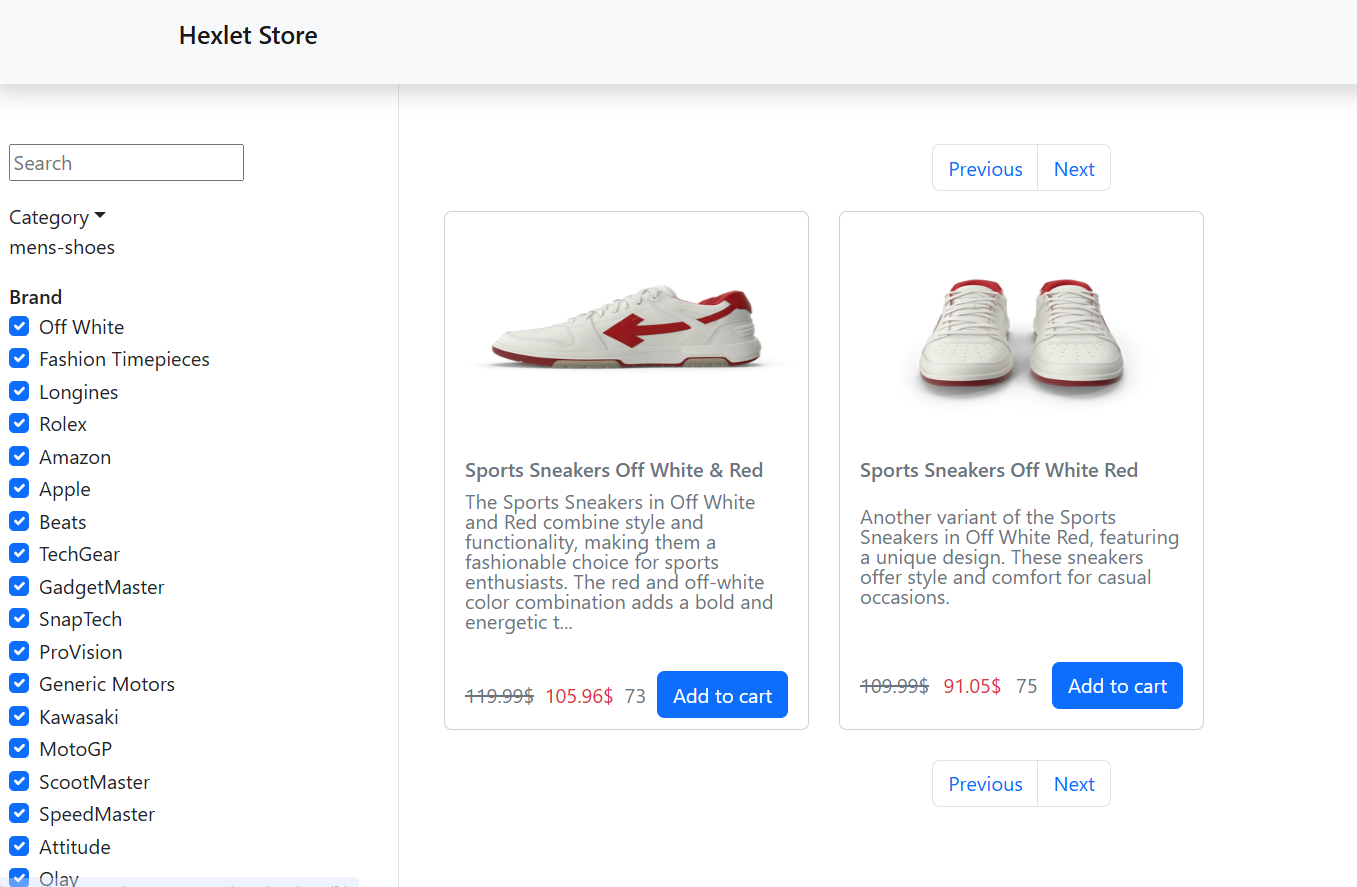 Hexlet Store
Search
Category
mens-shoes
Brand
Off White
Fashion Timepieces
Longines
Rolex
Amazon
Apple
Beats
TechGear
GadgetMaster
SnapTech
ProVision
Generic Motors
Kawasaki
MotoGP
ScootMaster
SpeedMaster
Attitude
Olay
Previous Next
Sports Sneakers Off White & Red
The Sports Sneakers in Off White
and Red combine style and
functionality, making them a
fashionable choice for sports
enthusiasts. The red and off-white
color combination adds a bold and
energetic t...
119.99$ 105.96$ 73 Add to cart
Sports Sneakers Off White Red
Another variant of the Sports
Sneakers in Off White Red, featuring
a unique design. These sneakers
offer style and comfort for casual
occasions.
109.99$ 91.05$ 75 Add to cart
Previous Next